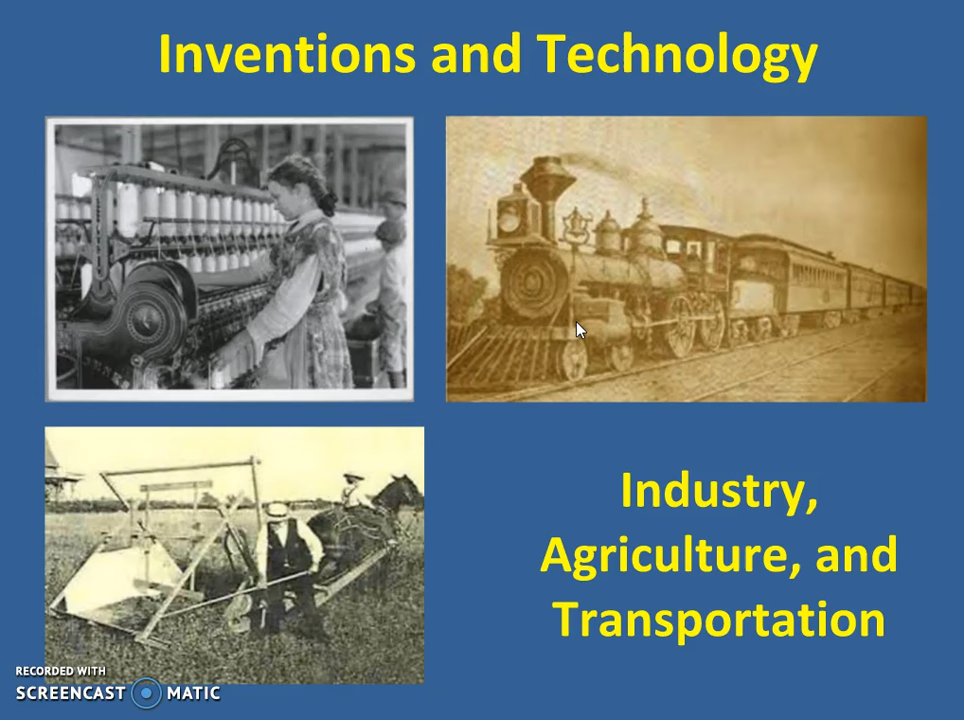 Inventions and Technology
Industry,
Agriculture, and
Transportation
RECORDED WITH
SCREENCAST MATIC